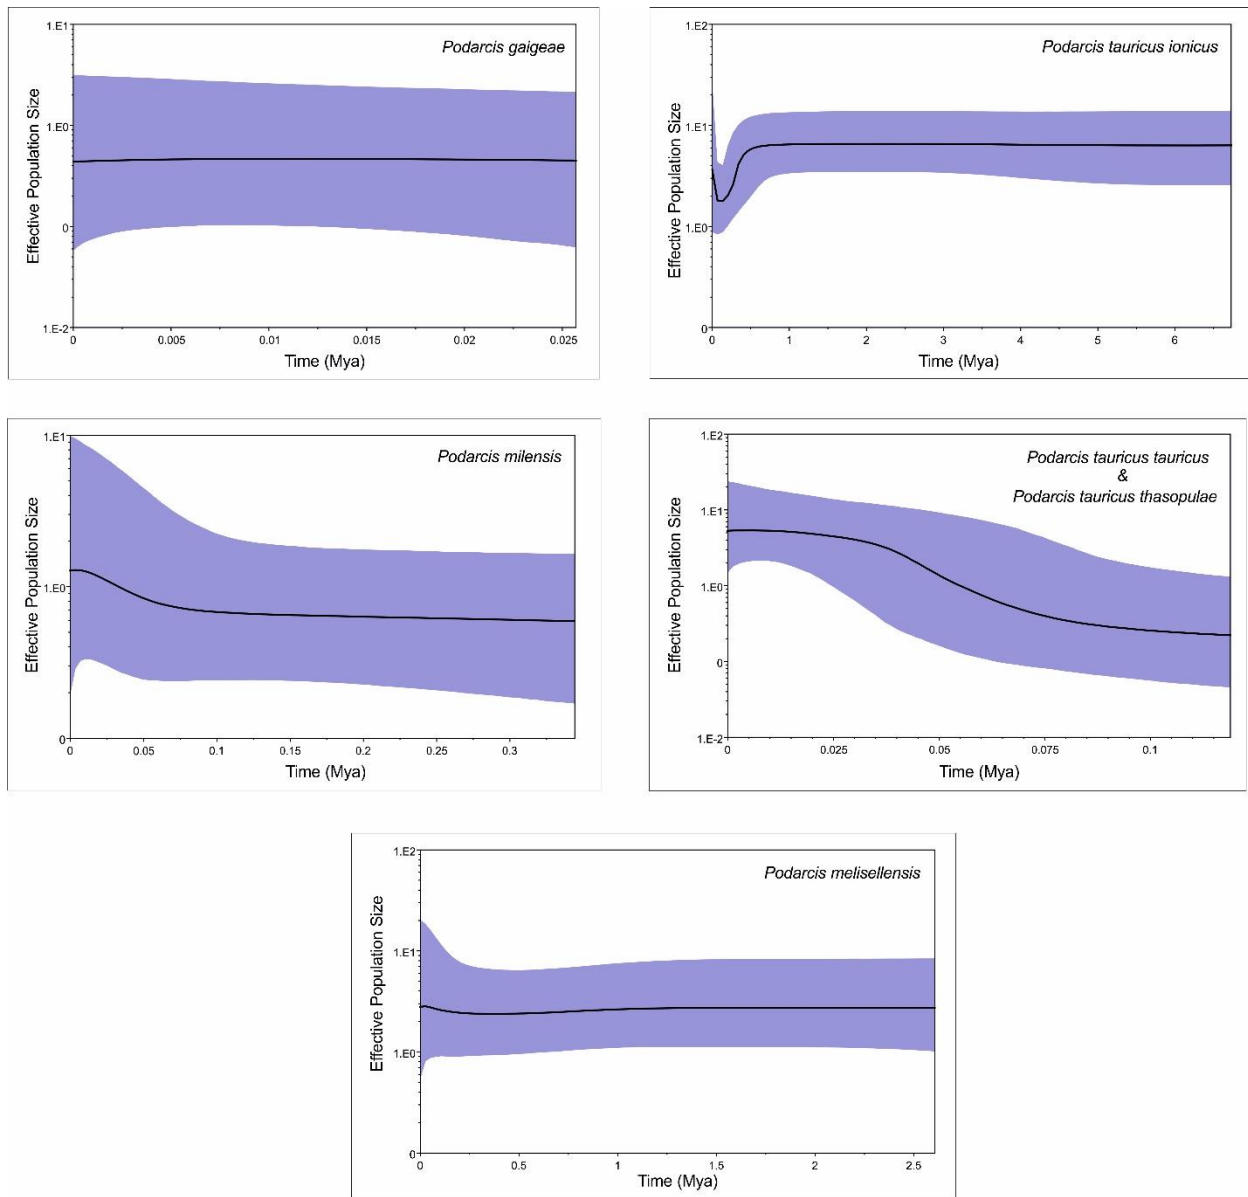 Podarcis gaigeae
Effective Population Size
1.E1
1.E0
0
1.E-2
0
0.005
0.01
0.015
0.02
0.025
Time (Mya)
Podarcis tauricus ionicus
Effective Population Size
1.E2
1.E1
1.E0
0
0
1
2
3
4
5
6
Time (Mya)
Podarcis milensis
Effective Population Size
1.E1
1.E0
0
0
0.05
0.1
0.15
0.2
0.25
0.3
Time (Mya)
Podarcis tauricus tauricus
&
Podarcis tauricus thasopulae
Effective Population Size
1.E2
1.E1
1.E0
0
1.E-2
0
0.025
0.05
0.075
0.1
Time (Mya)
Podarcis melisellensis
Effective Population Size
1.E2
1.E1
1.E0
0
0
0.5
1
1.5
2
2.5
Time (Mya)